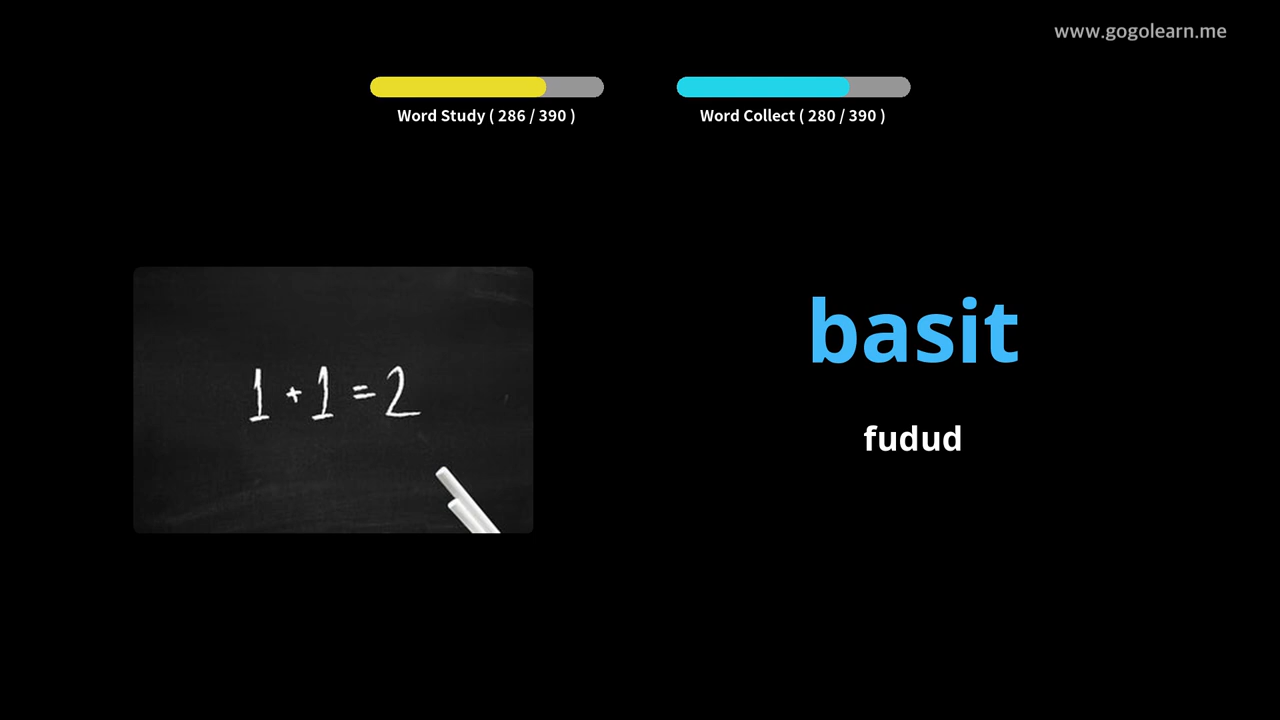 www.gogolearn.me
Word Study ( 286 / 390 )
Word Collect ( 280 / 390 )
1 + 1 = 2
basit
fudud